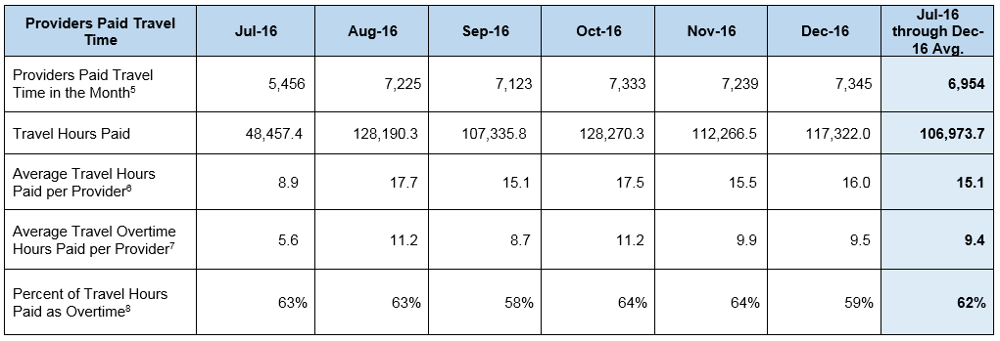 Providers Paid Travel Time Jul-16 Aug-16 Sep-16 Oct-16 Nov-16 Dec-16 Jul-16 through Dec-16 Avg.
Providers Paid Travel Time in the Month⁵ 5,456 7,225 7,123 7,333 7,239 7,345 6,954
Travel Hours Paid 48,457.4 128,190.3 107,335.8 128,270.3 112,266.5 117,322.0 106,973.7
Average Travel Hours Paid per Provider⁶ 8.9 17.7 15.1 17.5 15.5 16.0 15.1
Average Travel Overtime Hours Paid per Provider⁷ 5.6 11.2 8.7 11.2 9.9 9.5 9.4
Percent of Travel Hours Paid as Overtime⁸ 63% 63% 58% 64% 64% 59% 62%